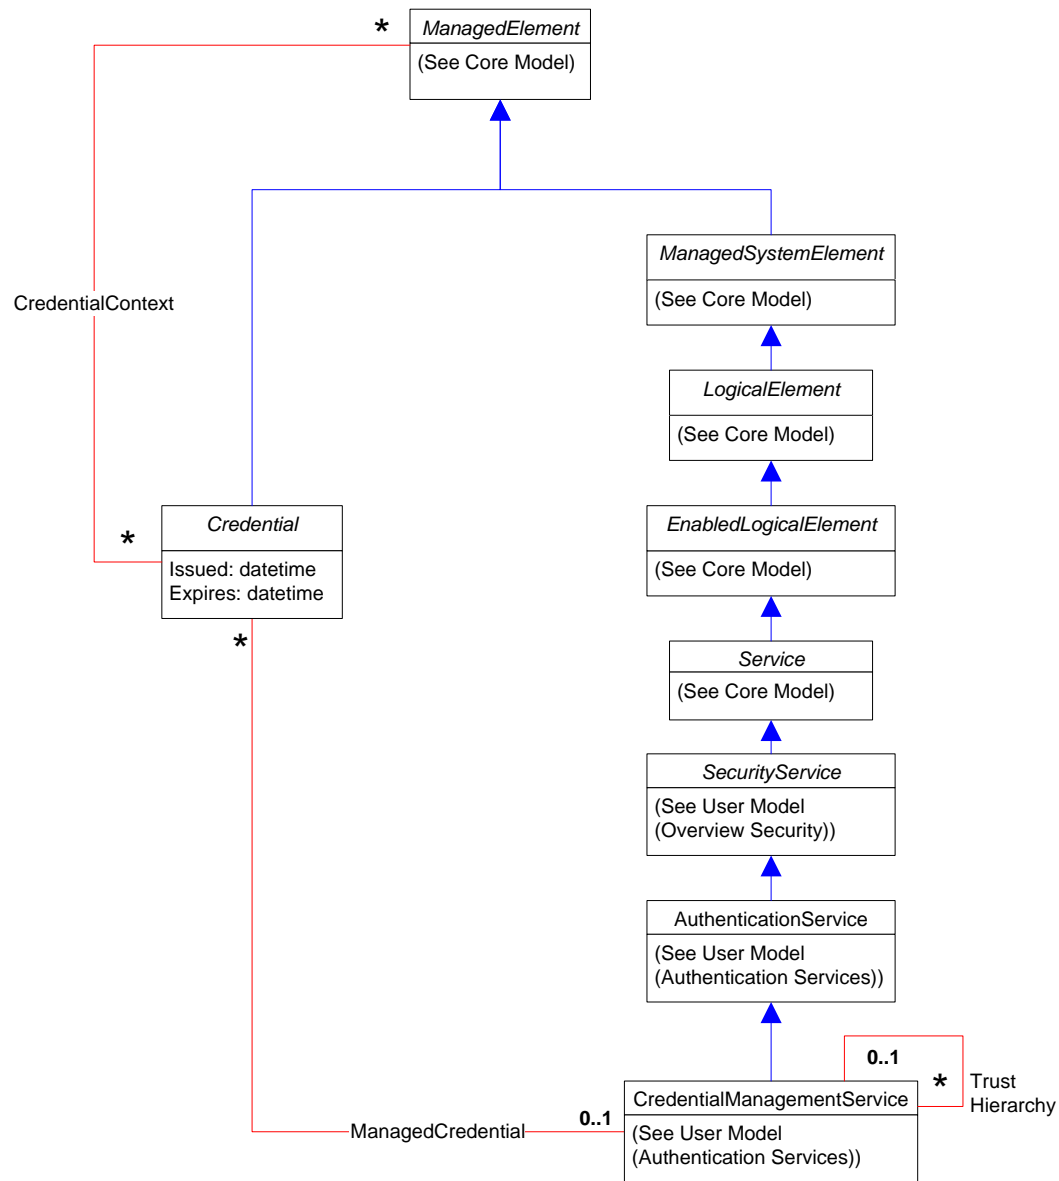 *
ManagedElement
(See Core Model)
ManagedSystemElement
(See Core Model)
CredentialContext
LogicalElement
(See Core Model)
*
Credential
Issued: datetime
Expires: datetime
EnabledLogicalElement
(See Core Model)
*
Service
(See Core Model)
SecurityService
(See User Model
(Overview Security))
AuthenticationService
(See User Model
(Authentication Services))
0..1
*
Trust
Hierarchy
CredentialManagementService
(See User Model
(Authentication Services))
0..1
ManagedCredential